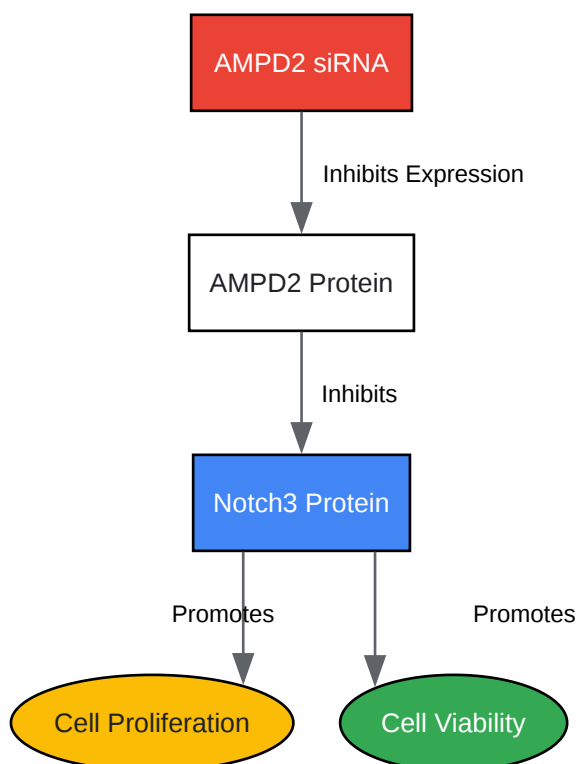 AMPD2 siRNA
Inhibits Expression
AMPD2 Protein
Inhibits
Notch3 Protein
Promotes
Promotes
Cell Proliferation
Cell Viability